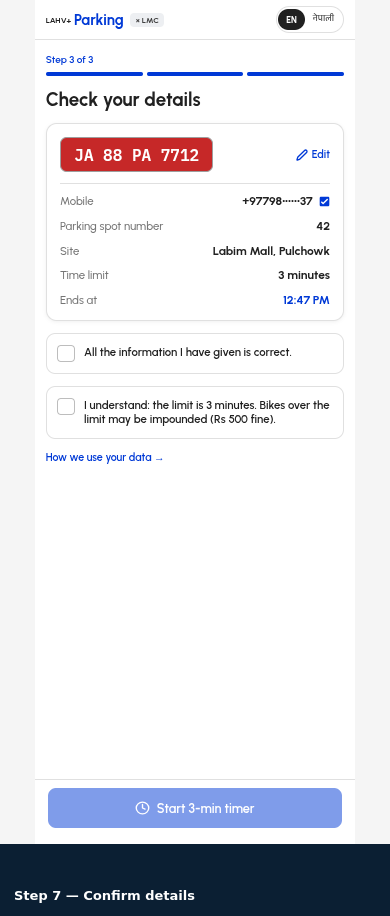 LAHV+ Parking × LMC EN नेपाली
Step 3 of 3
Check your details
JA 88 PA 7712 Edit
Mobile +97798••••••37
Parking spot number 42
Site Labim Mall, Pulchowk
Time limit 3 minutes
Ends at 12:47 PM
All the information I have given is correct.
I understand: the limit is 3 minutes. Bikes over the
limit may be impounded (Rs 500 fine).
How we use your data →
Start 3-min timer
Step 7 — Confirm details